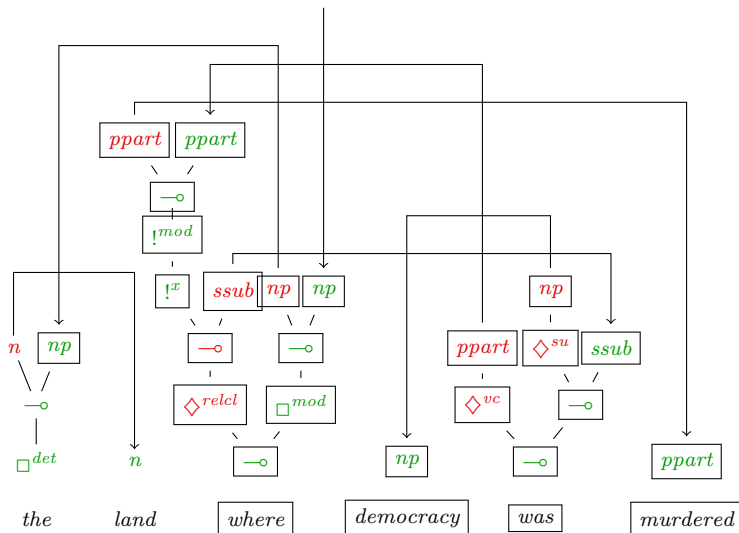 ppart ppart
⊸
!^mod
!^x ssub np np np
n np ⊸ ⊸ ppart ◇^su ssub
⊸ ◇^relcl □^mod ◇^vc ⊸
□^det n ⊸ np ⊸ ppart
the land where democracy was murdered